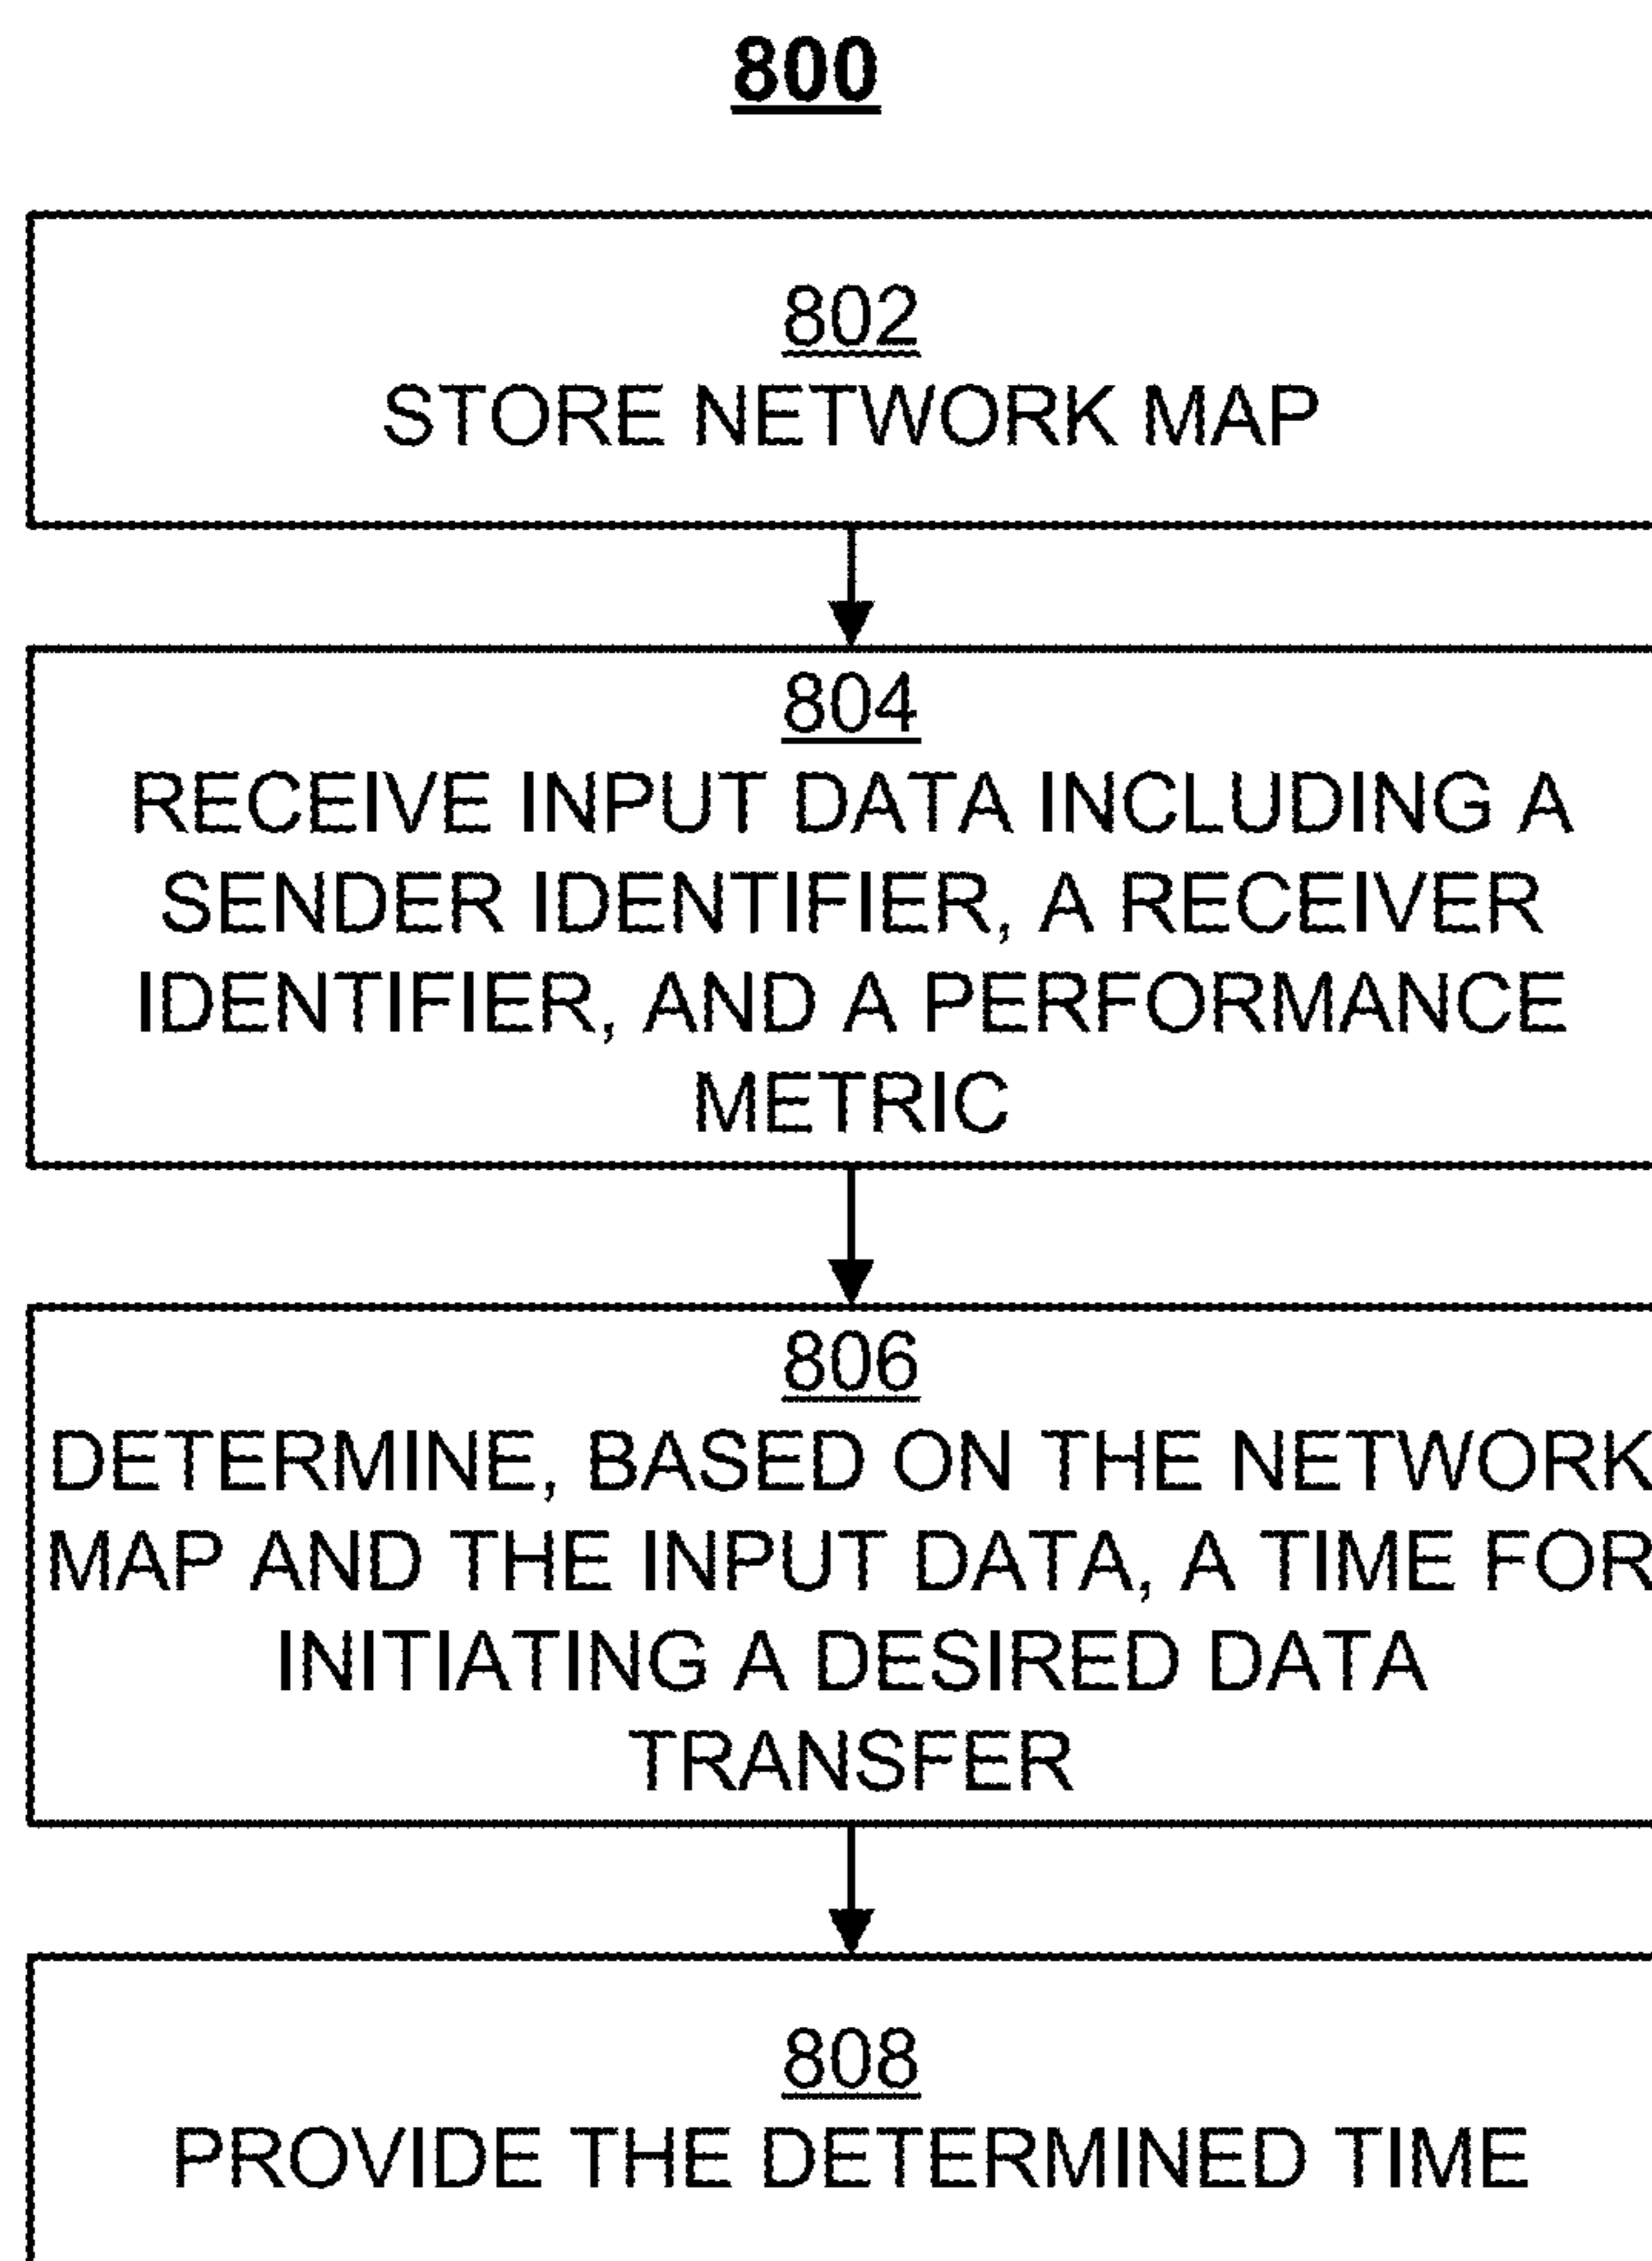 800
802
STORE NETWORK MAP
804
RECEIVE INPUT DATA INCLUDING A
SENDER IDENTIFIER, A RECEIVER
IDENTIFIER, AND A PERFORMANCE
METRIC
806
DETERMINE, BASED ON THE NETWORK
MAP AND THE INPUT DATA, A TIME FOR
INITIATING A DESIRED DATA
TRANSFER
808
PROVIDE THE DETERMINED TIME